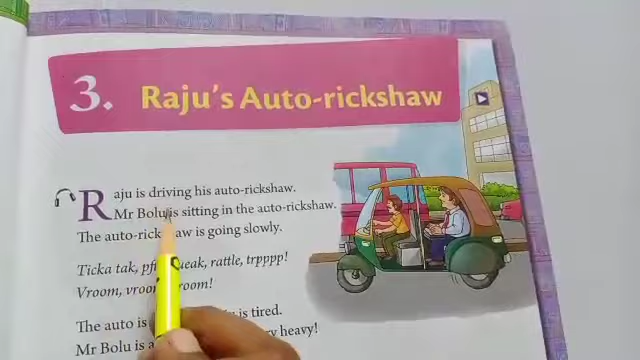 3. Raju's Auto-rickshaw
Raju is driving his auto-rickshaw.
Mr Bolu is sitting in the auto-rickshaw.
The auto-rickshaw is going slowly.
Ticka tak, rattle, trpppp!
Vroom, vroom, vroom!
The auto is is tired.
Mr Bolu is a heavy!